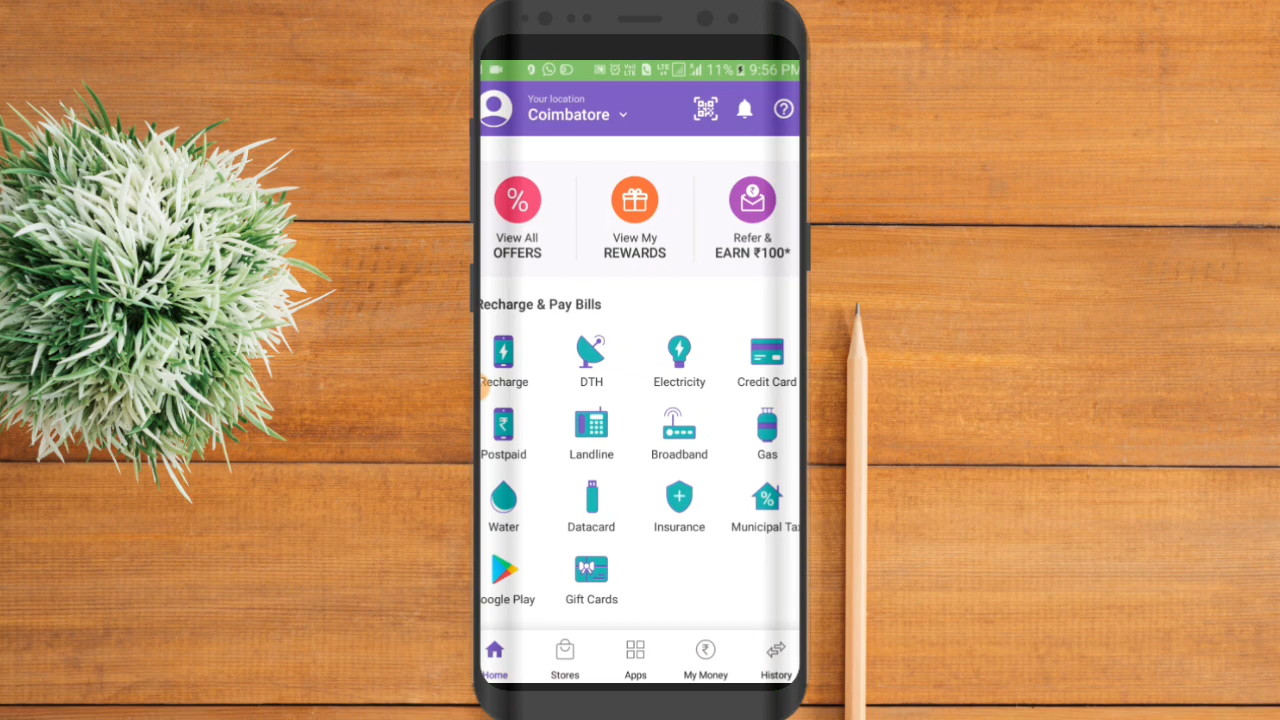 11% 9:56 PM
Your location
Coimbatore
View All
OFFERS
View My
REWARDS
Refer &
EARN ₹100*
Recharge & Pay Bills
Recharge
DTH
Electricity
Credit Card
Postpaid
Landline
Broadband
Gas
Water
Datacard
Insurance
Municipal Tax
oogle Play
Gift Cards
Home
Stores
Apps
My Money
History